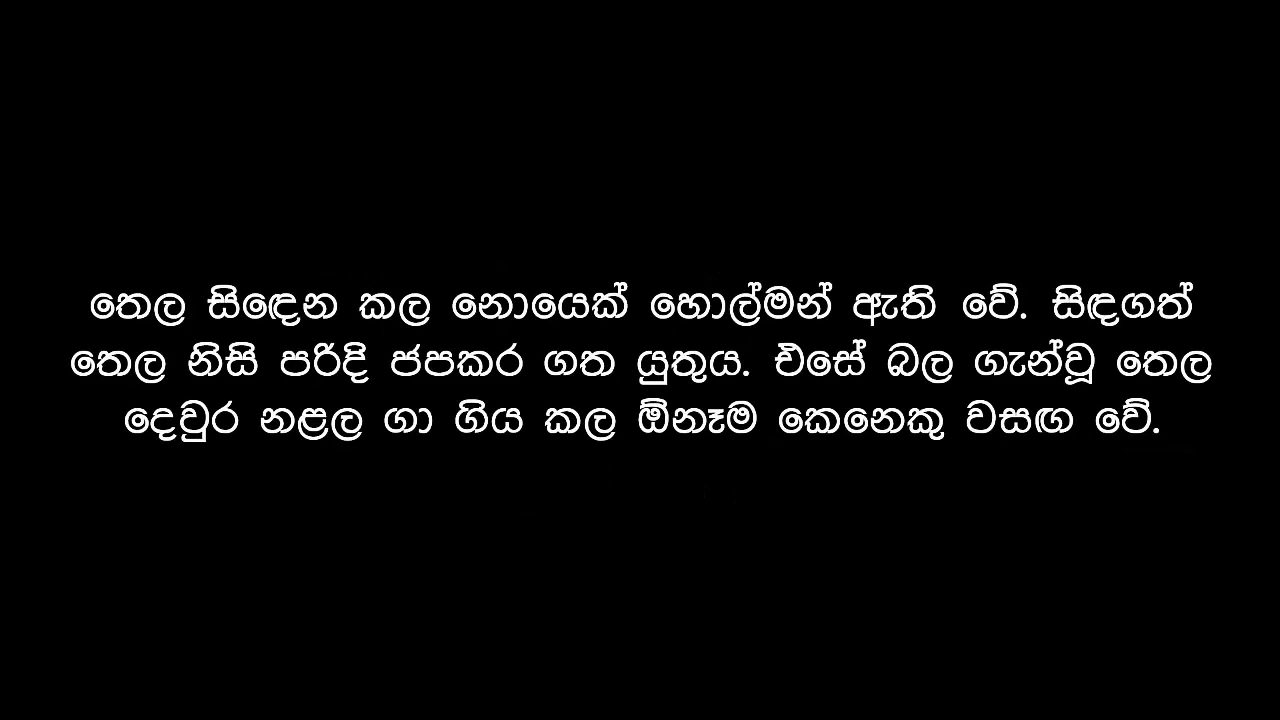 තෙල සිඳෙන කල නොයෙක් හොල්මන් ඇති වේ. සිඳගත්
තෙල නිසි පරිදි ජපකර ගත යුතුය. එසේ බල ගැන්වූ තෙල
දෙවුර නළල ගා ගිය කල ඕනෑම කෙනෙකු වසඟ වේ.